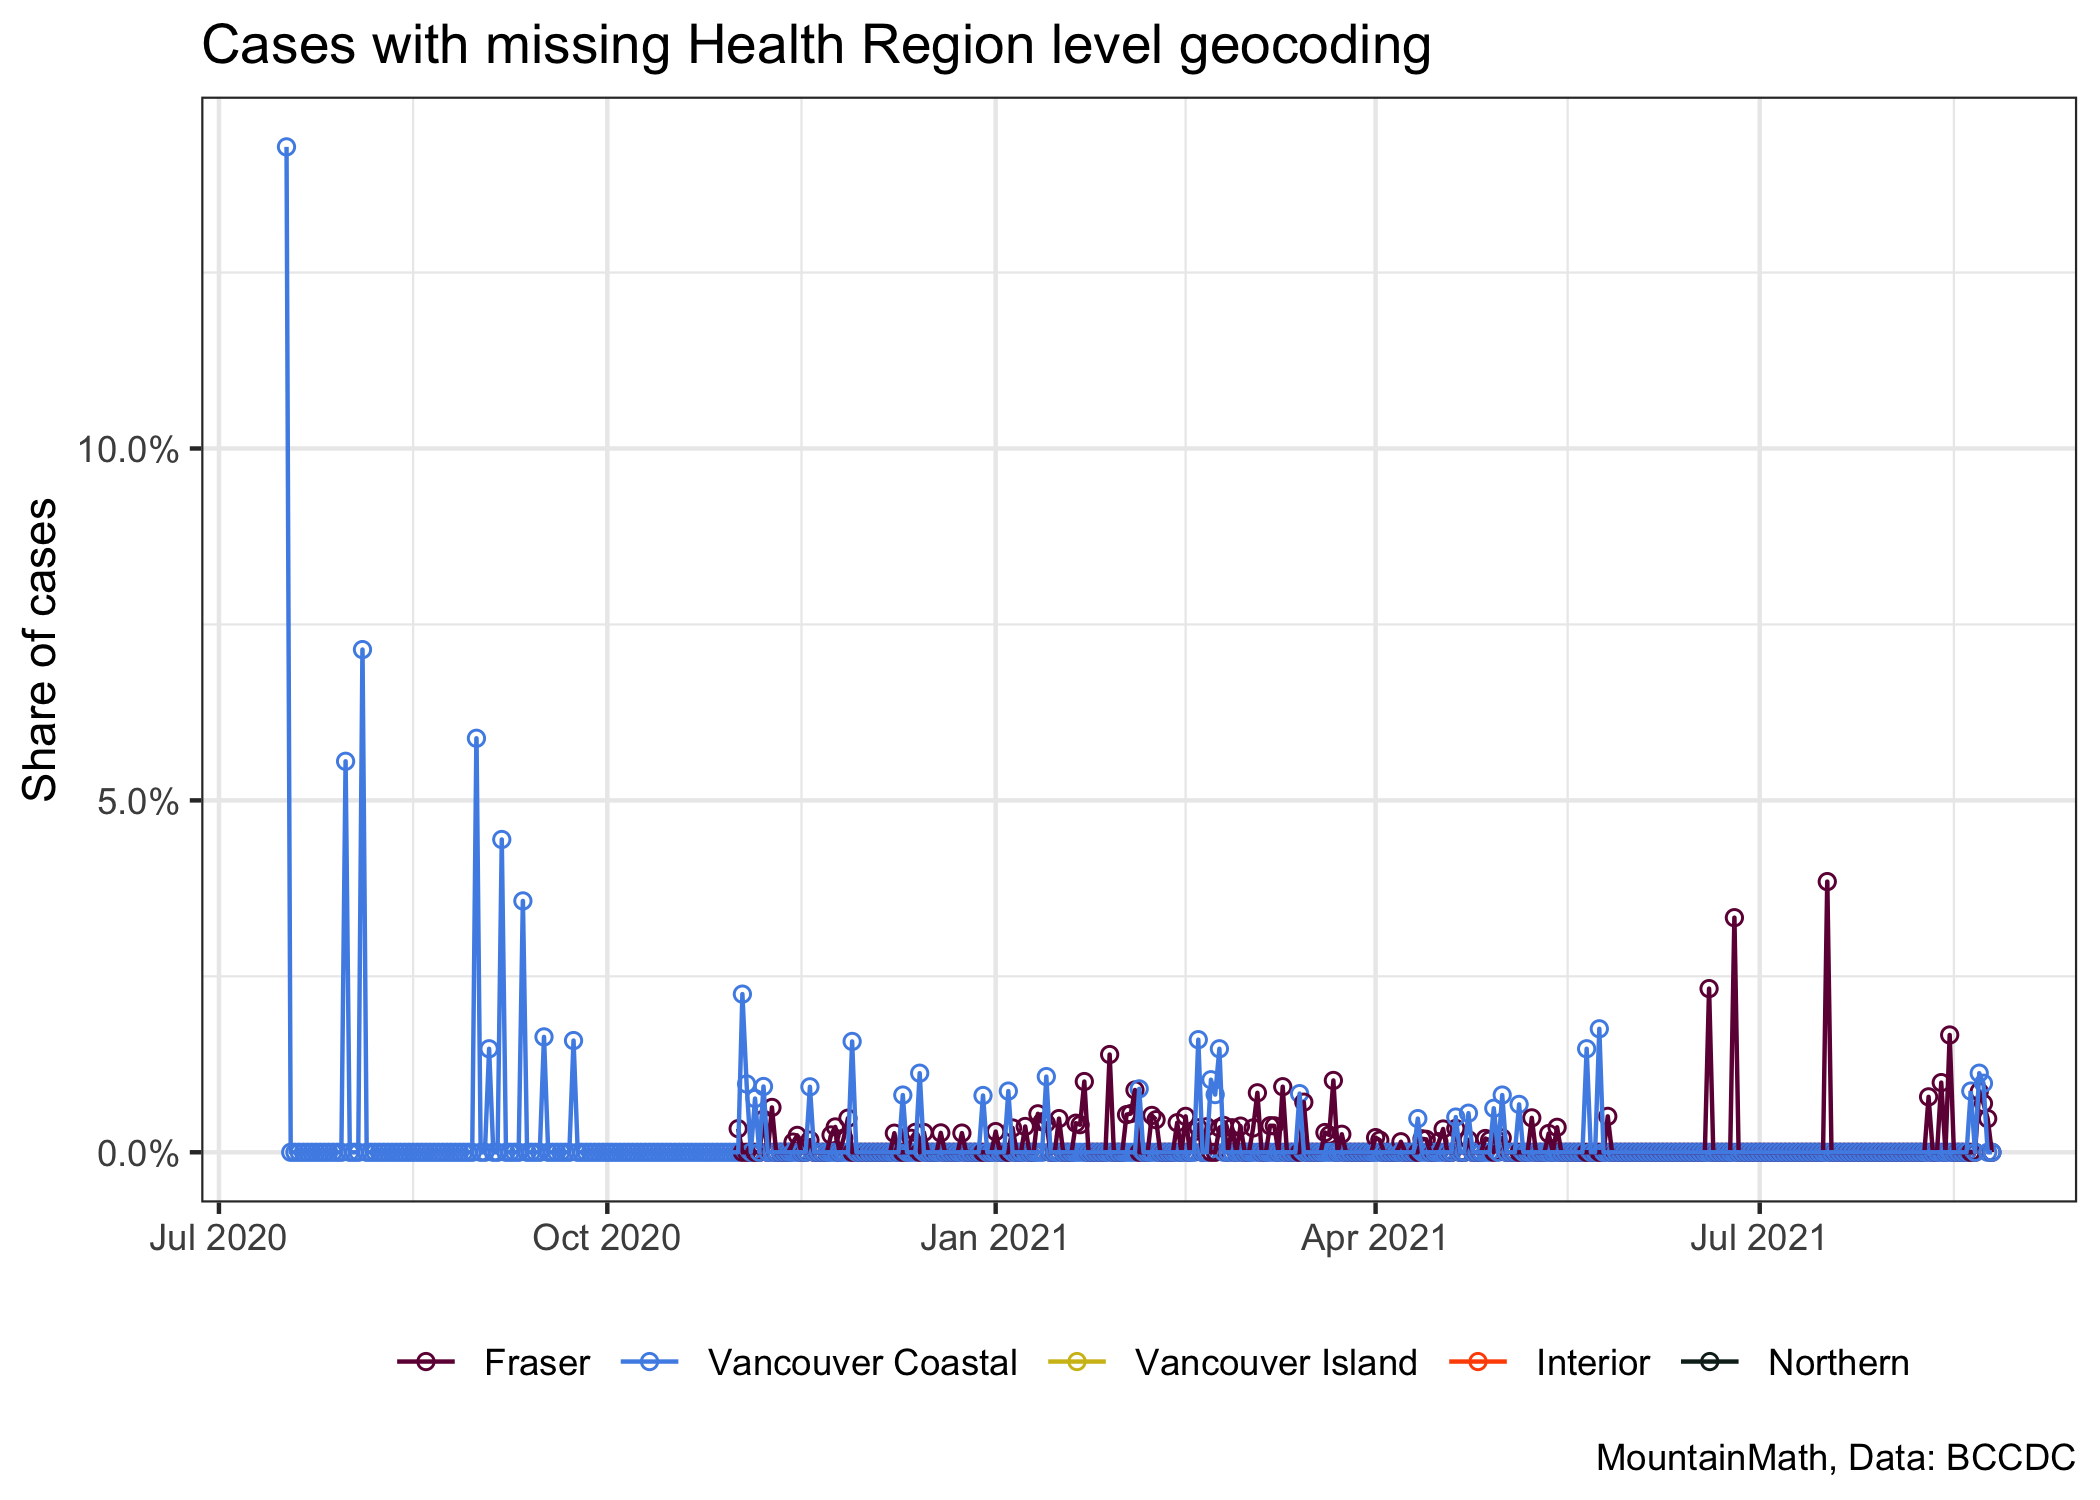 Cases with missing Health Region level geocoding
Share of cases
10.0%
5.0%
0.0%
Jul 2020 Oct 2020 Jan 2021 Apr 2021 Jul 2021
Fraser Vancouver Coastal Vancouver Island Interior Northern
MountainMath, Data: BCCDC